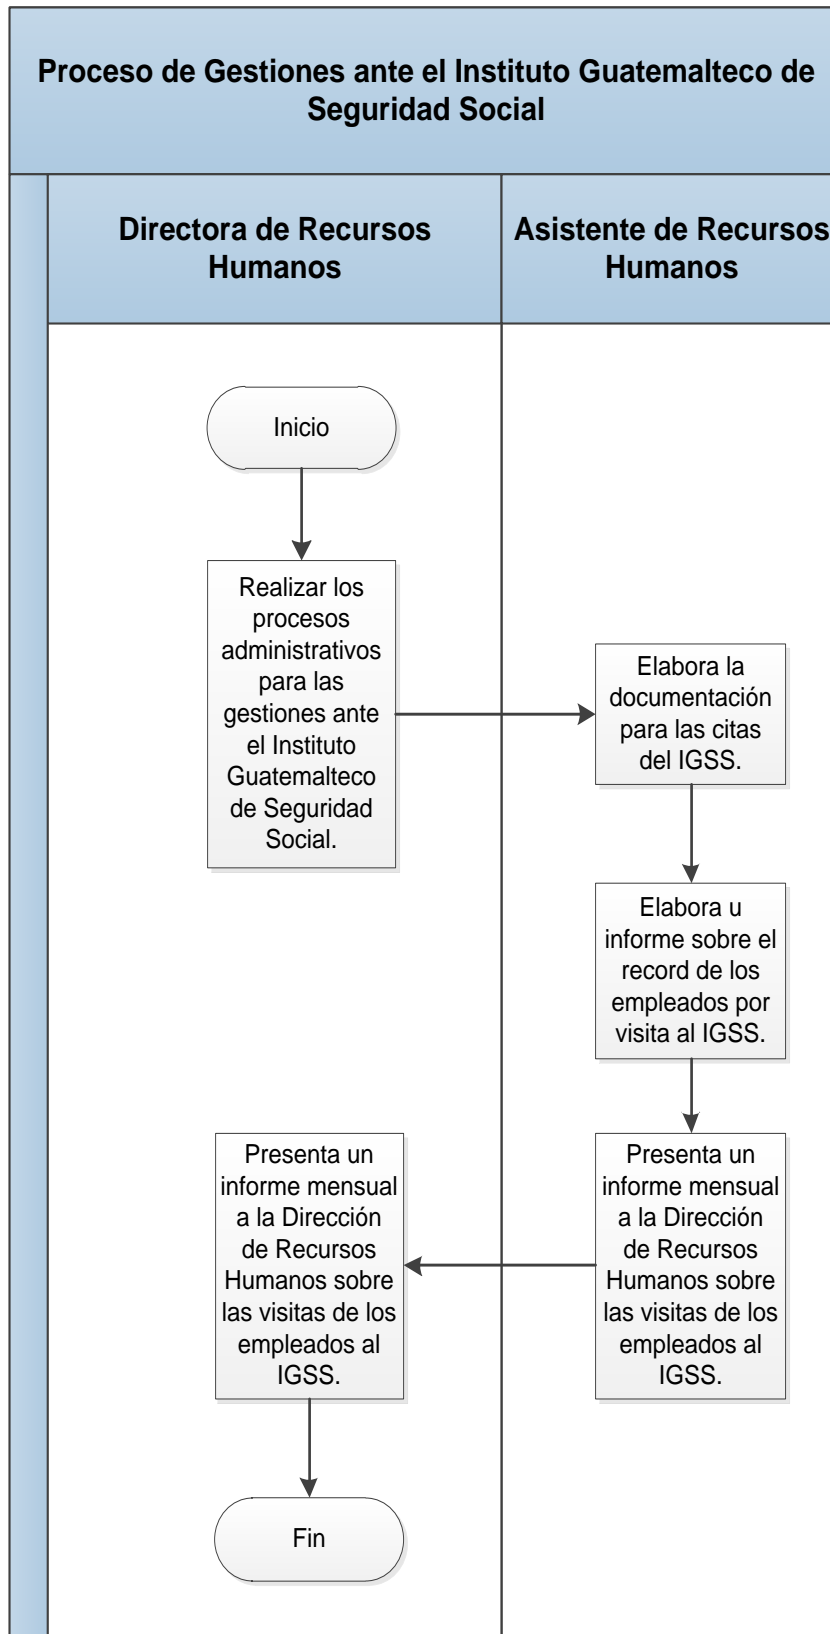 Proceso de Gestiones ante el Instituto Guatemalteco de
Seguridad Social
Directora de Recursos
Humanos
Asistente de Recursos
Humanos
Inicio
Realizar los
procesos
administrativos
para las
gestiones ante
el Instituto
Guatemalteco
de Seguridad
Social.
Elabora la
documentación
para las citas
del IGSS.
Elabora u
informe sobre el
record de los
empleados por
visita al IGSS.
Presenta un
informe mensual
a la Dirección
de Recursos
Humanos sobre
las visitas de los
empleados al
IGSS.
Presenta un
informe mensual
a la Dirección
de Recursos
Humanos sobre
las visitas de los
empleados al
IGSS.
Fin